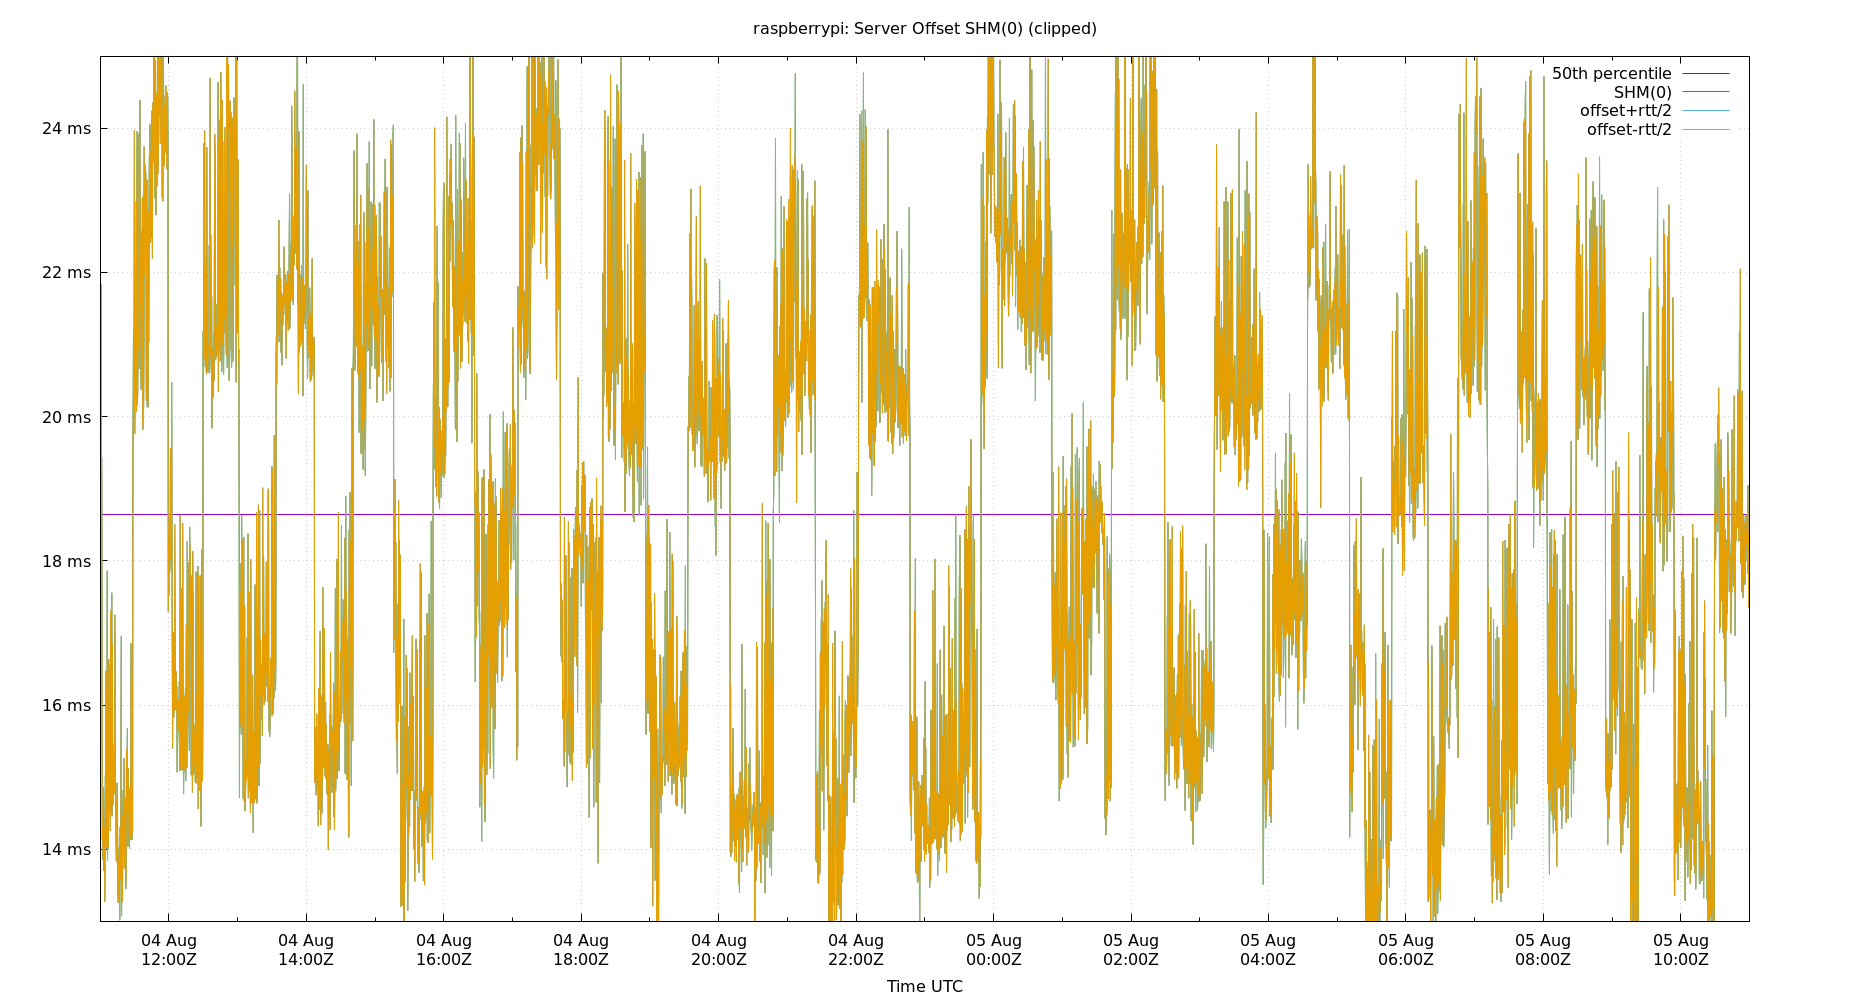 raspberrypi: Server Offset SHM(0) (clipped)
50th percentile
SHM(0)
offset+rtt/2
offset-rtt/2
24 ms
22 ms
20 ms
18 ms
16 ms
14 ms
04 Aug 04 Aug 04 Aug 04 Aug 04 Aug 04 Aug 05 Aug 05 Aug 05 Aug 05 Aug 05 Aug 05 Aug
12:00Z 14:00Z 16:00Z 18:00Z 20:00Z 22:00Z 00:00Z 02:00Z 04:00Z 06:00Z 08:00Z 10:00Z
Time UTC